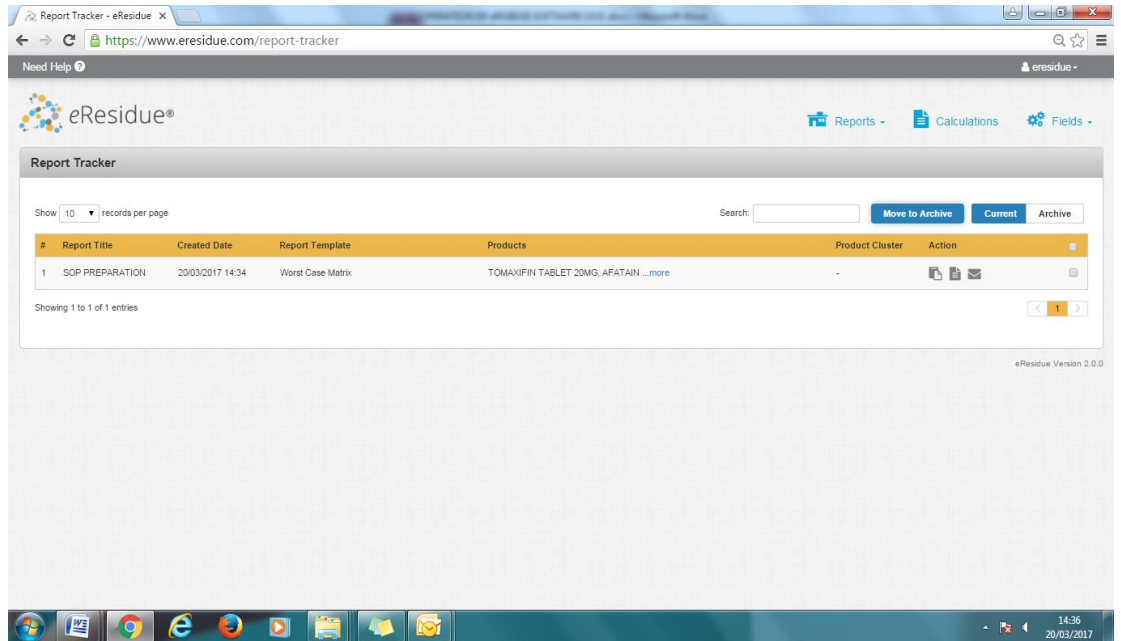 Report Tracker - eResidue
https://www.eresidue.com/report-tracker
Need Help ?
eresidue
eResidue®
Reports
Calculations
Fields
Report Tracker
Show 10 records per page
Search:
Move to Archive
Current
Archive
# Report Title Created Date Report Template Products Product Cluster Action
1 SOP PREPARATION 20/03/2017 14:34 Worst Case Matrix TOMAXIFIN TABLET 20MG, AFATAIN ...more -
Showing 1 to 1 of 1 entries
< 1 >
eResidue Version 2.0.0
14:36
20/03/2017